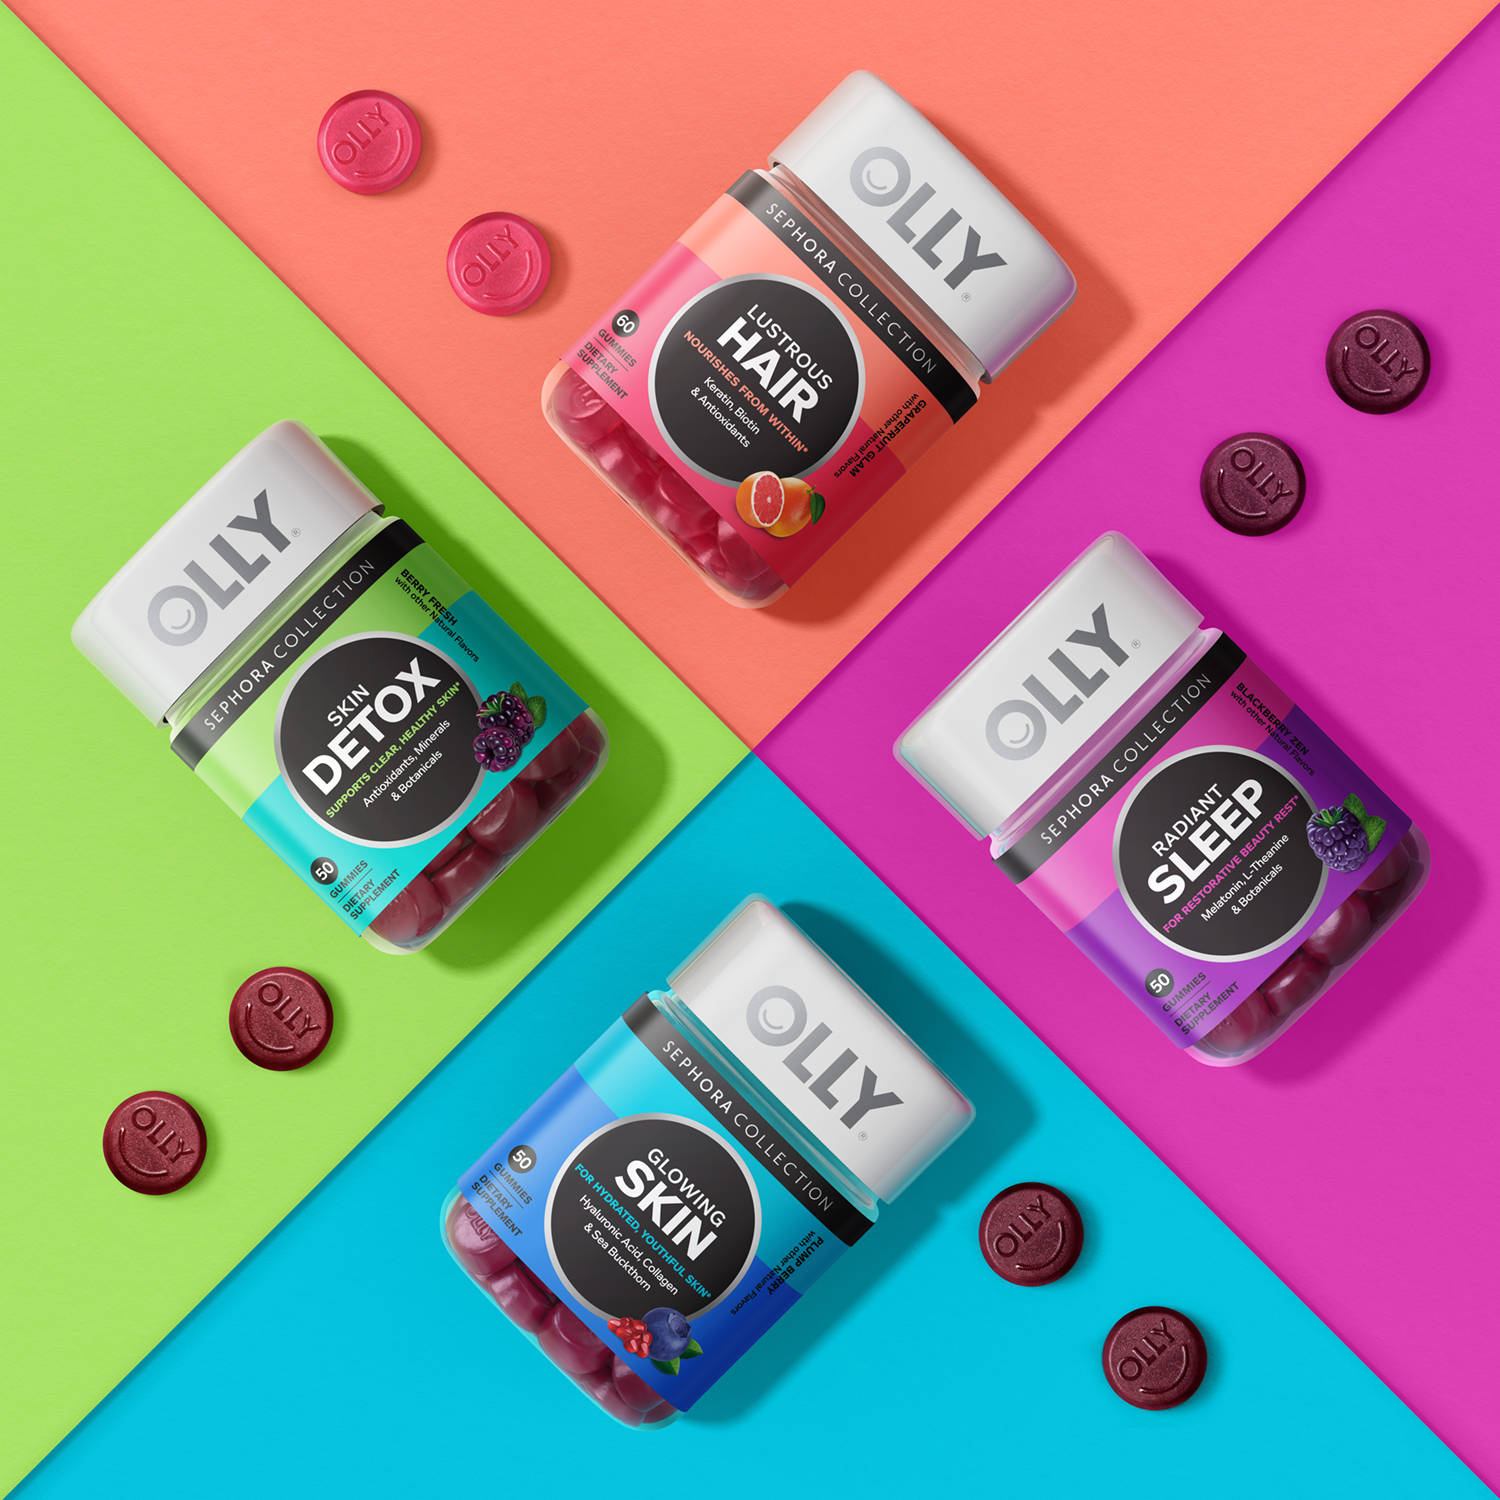 OLLY
OLLY
OLLY®
SEPHORA COLLECTION
LUSTROUS
HAIR
NOURISHES FROM WITHIN*
Keratin, Biotin
& Antioxidants
60
GUMMIES
DIETARY
SUPPLEMENT
GRAPEFRUIT GLAM
with other Natural Flavors
OLLY®
SEPHORA COLLECTION
BERRY FRESH
with other Natural Flavors
SKIN
DETOX
SUPPORTS CLEAR, HEALTHY SKIN*
Antioxidants, Minerals
& Botanicals
50
GUMMIES
DIETARY
SUPPLEMENT
OLLY
OLLY
OLLY
OLLY
OLLY®
SEPHORA COLLECTION
BLACKBERRY ZEN
with other Natural Flavors
RADIANT
SLEEP
FOR RESTORATIVE BEAUTY REST*
Melatonin, L-Theanine
& Botanicals
50
GUMMIES
DIETARY
SUPPLEMENT
OLLY®
SEPHORA COLLECTION
GLOWING
SKIN
FOR HYDRATED, YOUTHFUL SKIN*
Hyaluronic Acid, Collagen
& Sea Buckthorn
50
GUMMIES
DIETARY
SUPPLEMENT
PLUMP BERRY
with other Natural Flavors
OLLY
OLLY